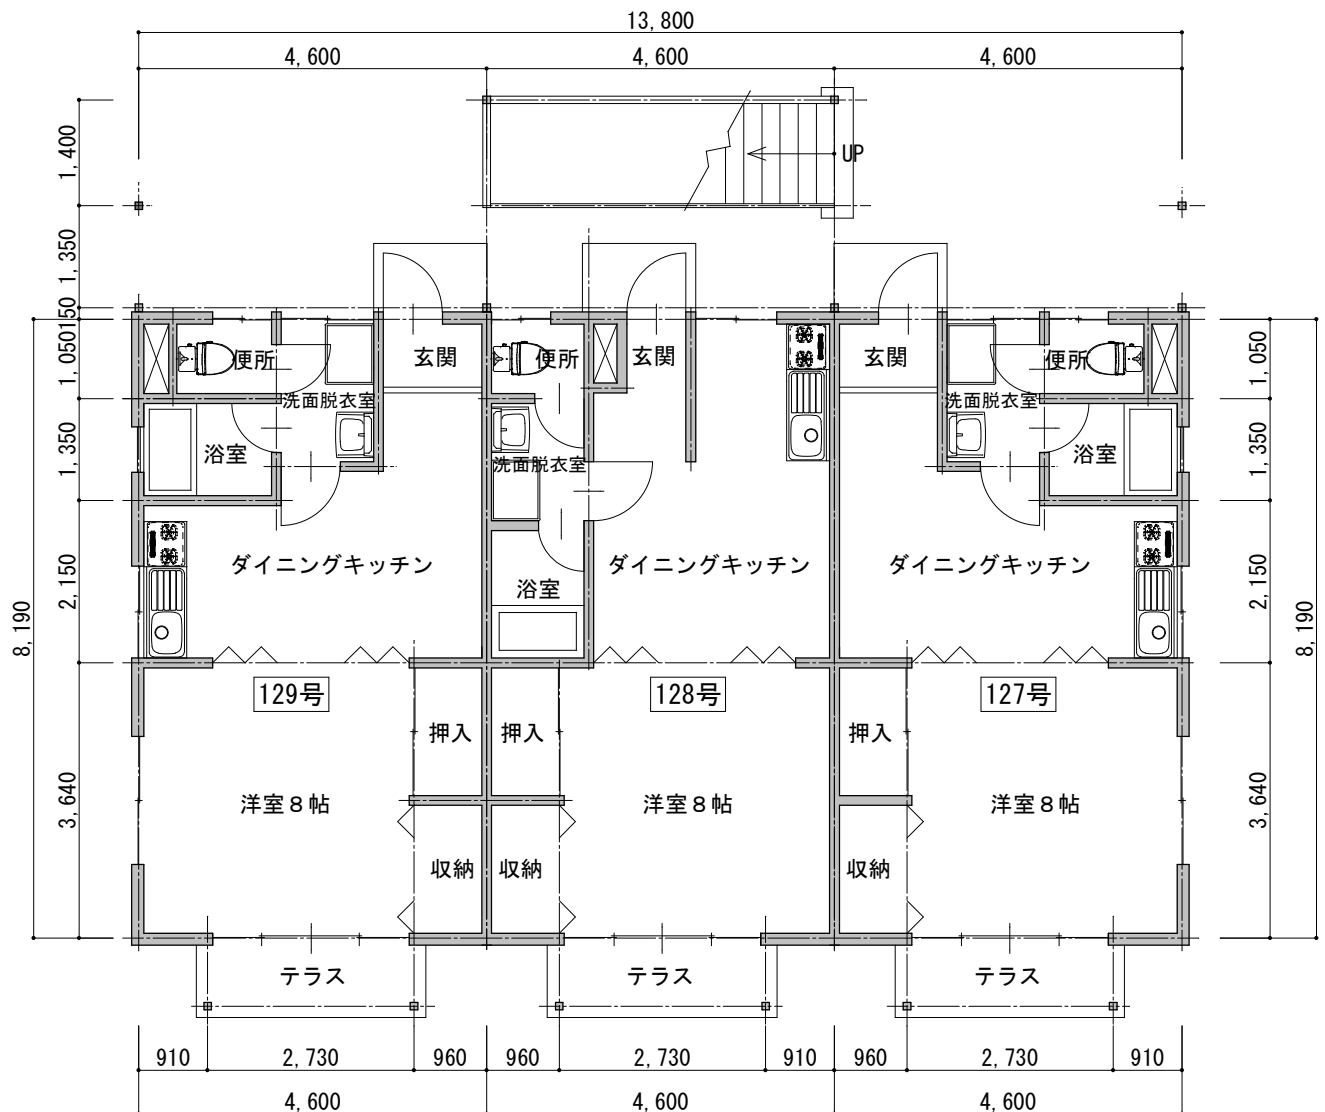 13,800
4,600 4,600 4,600
1,400
UP
1,350
150
玄関 玄関 玄関
便所 便所 便所
1,050 1,050
洗面脱衣室 洗面脱衣室
1,350 浴室 浴室 1,350
洗面脱衣室
2,150 ダイニングキッチン ダイニングキッチン ダイニングキッチン 2,150
浴室
8,190 8,190
129号 128号 127号
押入 押入 押入
3,640 洋室８帖 洋室８帖 洋室８帖 3,640
収納 収納 収納
テラス テラス テラス
910 2,730 960 960 2,730 910 960 2,730 910
4,600 4,600 4,600